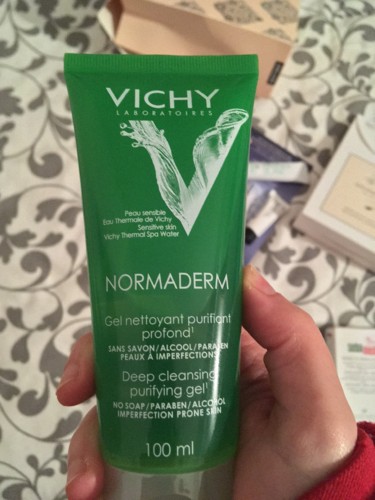 VICHY
LABORATOIRES
Peau sensible
Eau Thermale de Vichy
Sensitive skin
Vichy Thermal Spa Water
NORMADERM
Gel nettoyant purifiant
profond¹
SANS SAVON/ALCOOL/PARABEN
PEAUX À IMPERFECTIONS
Deep cleansing
purifying gel¹
NO SOAP/PARABEN/ALCOHOL
IMPERFECTION PRONE SKIN
100 ml